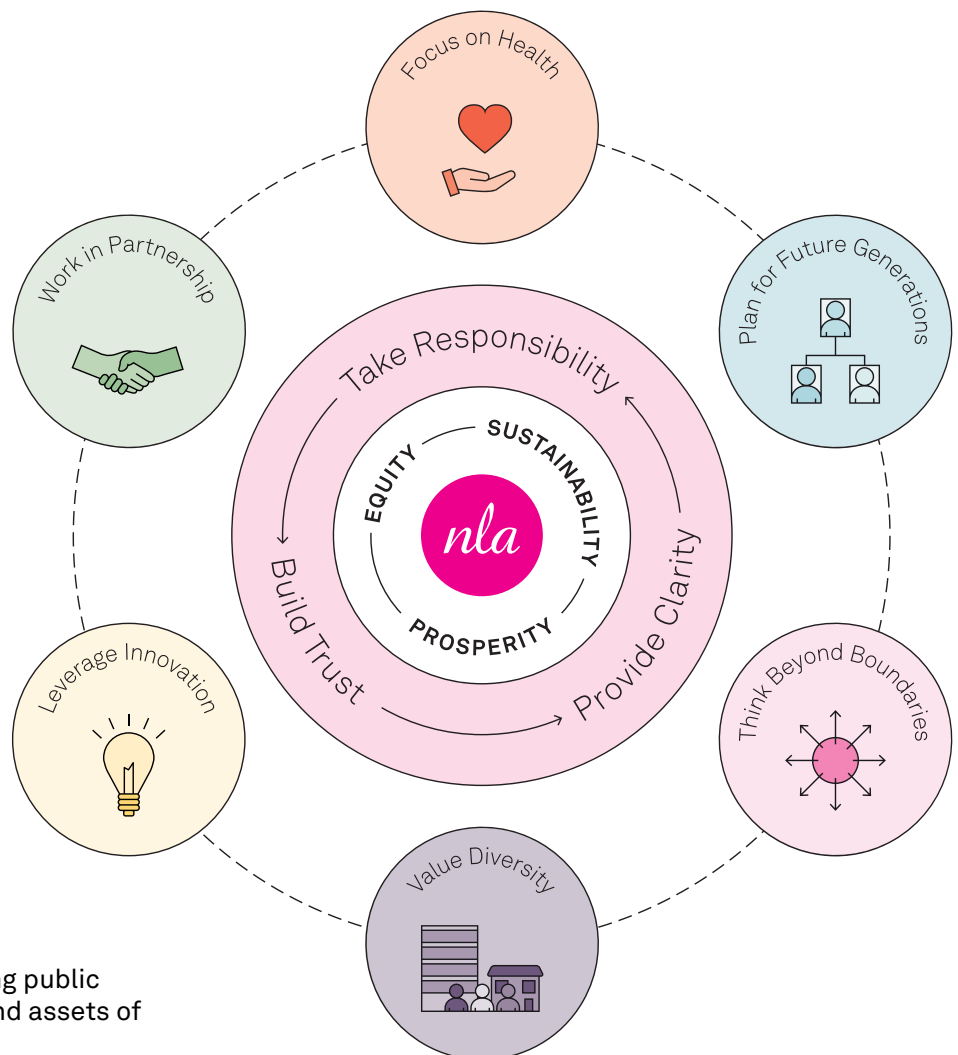 Focus on Health
Work in Partnership
Plan for Future Generations
Take Responsibility
EQUITY
SUSTAINABILITY
nla
PROSPERITY
Build Trust
Provide Clarity
Leverage Innovation
Think Beyond Boundaries
Value Diversity
public
assets of